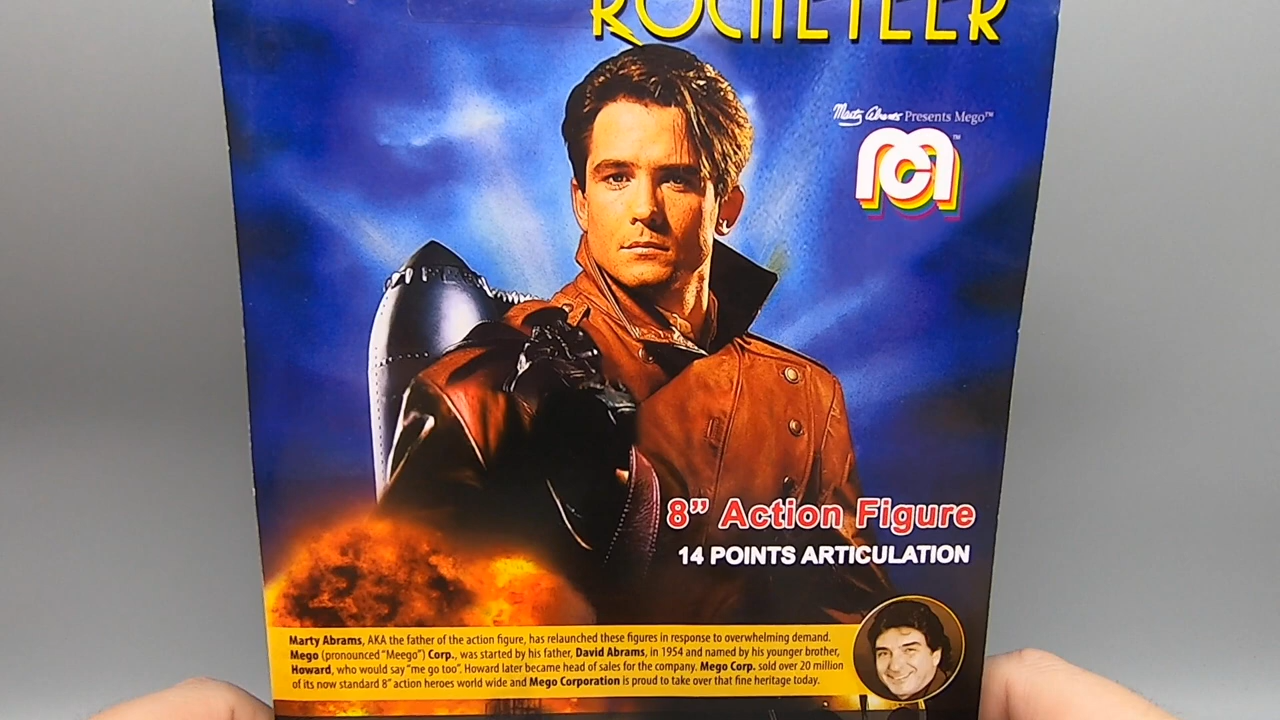 ROCKETEER
Marty Abrams Presents Mego™
mego™
8” Action Figure
14 POINTS ARTICULATION
Marty Abrams, AKA the father of the action figure, has relaunched these figures in response to overwhelming demand.
Mego (pronounced “Meego”) Corp., was started by his father, David Abrams, in 1954 and named by his younger brother,
Howard, who would say “me go too”. Howard later became head of sales for the company. Mego Corp. sold over 20 million
of its now standard 8” action heroes world wide and Mego Corporation is proud to take over that fine heritage today.